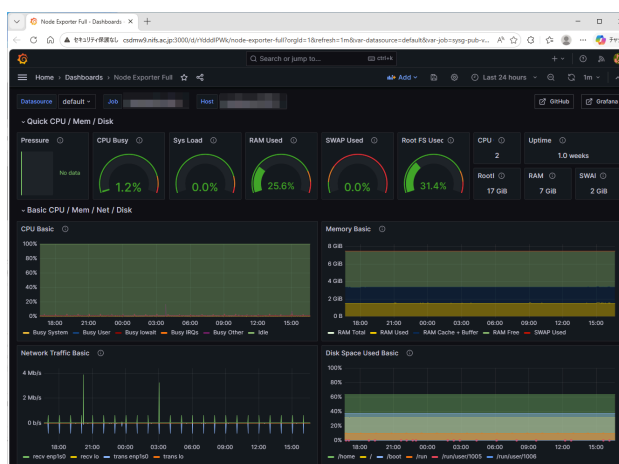 Node Exporter Full - Dashboards
セキュリティ保護なし csdmw9.nifs.ac.jp:3000/d/rYdddlPWk/node-exporter-full?orgId=1&refresh=1m&var-datasource=default&var-job=sysg-pub-v...
Search or jump to... ctrl+k
Home › Dashboards › Node Exporter Full Add Last 24 hours 1m
Datasource default Job Host GitHub Grafana
Quick CPU / Mem / Disk
Pressure CPU Busy Sys Load RAM Used SWAP Used Root FS Usec CPU Uptime
No data 1.2% 0.0% 25.6% 0.0% 31.4% 2 1.0 weeks
RootI RAM SWAI
17 GiB 7 GiB 2 GiB
Basic CPU / Mem / Net / Disk
CPU Basic
100%
80%
60%
40%
20%
0%
18:00 21:00 00:00 03:00 06:00 09:00 12:00 15:00
Busy System Busy User Busy Iowait Busy IRQs Busy Other Idle
Memory Basic
8 GiB
6 GiB
4 GiB
2 GiB
0 B
18:00 21:00 00:00 03:00 06:00 09:00 12:00 15:00
RAM Total RAM Used RAM Cache + Buffer RAM Free SWAP Used
Network Traffic Basic
4 Mb/s
2 Mb/s
0 b/s
18:00 21:00 00:00 03:00 06:00 09:00 12:00 15:00
recv enp1s0 recv lo trans enp1s0 trans lo
Disk Space Used Basic
100%
80%
60%
40%
20%
0%
18:00 21:00 00:00 03:00 06:00 09:00 12:00 15:00
/home / /boot /run /run/user/1005 /run/user/1006